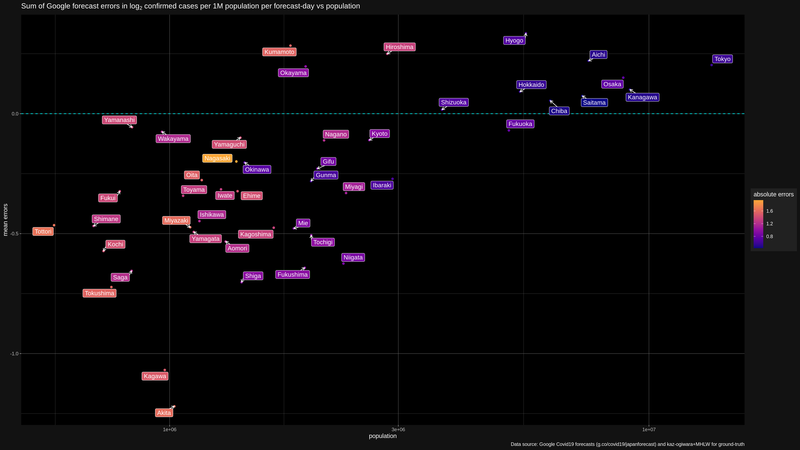 Sum of Google forecast errors in log₂ confirmed cases per 1M population per forecast-day vs population
Hyogo
Hiroshima
Kumamoto
Aichi
Tokyo
Okayama
Hokkaido
Osaka
Kanagawa
Shizuoka
Saitama
Chiba
0.0
Yamanashi
Fukuoka
Wakayama
Nagano
Kyoto
Yamaguchi
Nagasaki
Gifu
Okinawa
Oita
Gunma
Toyama
Miyagi
Ibaraki
Fukui
Iwate
Ehime
absolute errors
1.6
1.2
0.8
mean errors
Ishikawa
Shimane
Miyazaki
Mie
Tottori
-0.5
Kagoshima
Yamagata
Kochi
Aomori
Tochigi
Niigata
Saga
Shiga
Fukushima
Tokushima
-1.0
Kagawa
Akita
1e+06
3e+06
1e+07
population
Data source: Google Covid19 forecasts (g.co/covid19/japanforecast) and kaz-ogiwara+MHLW for ground-truth